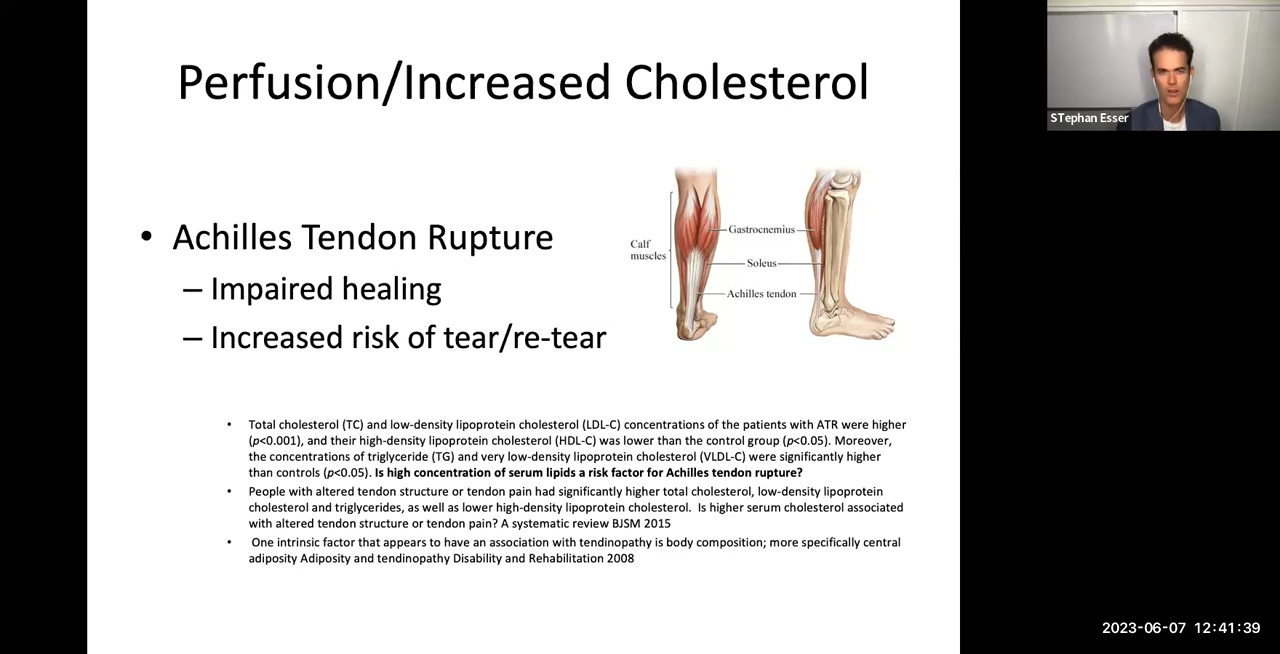 Perfusion/Increased Cholesterol
STephan Esser
• Achilles Tendon Rupture
– Impaired healing
– Increased risk of tear/re-tear
Calf
muscles
Gastrocnemius
Soleus
Achilles tendon
• Total cholesterol (TC) and low-density lipoprotein cholesterol (LDL-C) concentrations of the patients with ATR were higher
(p<0.001), and their high-density lipoprotein cholesterol (HDL-C) was lower than the control group (p<0.05). Moreover,
the concentrations of triglyceride (TG) and very low-density lipoprotein cholesterol (VLDL-C) were significantly higher
than controls (p<0.05). Is high concentration of serum lipids a risk factor for Achilles tendon rupture?
• People with altered tendon structure or tendon pain had significantly higher total cholesterol, low-density lipoprotein
cholesterol and triglycerides, as well as lower high-density lipoprotein cholesterol. Is higher serum cholesterol associated
with altered tendon structure or tendon pain? A systematic review BJSM 2015
• One intrinsic factor that appears to have an association with tendinopathy is body composition; more specifically central
adiposity Adiposity and tendinopathy Disability and Rehabilitation 2008
2023-06-07 12:41:39